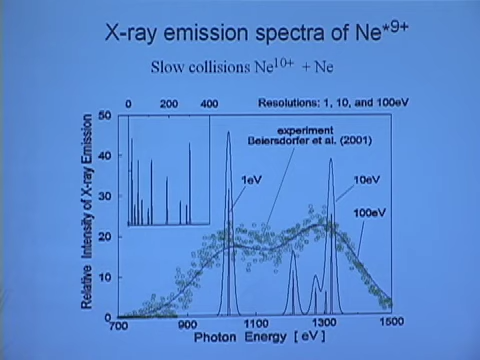 X-ray emission spectra of Ne*9+
Slow collisions Ne10+ + Ne
0 200 400 Resolutions: 1, 10, and 100eV
50
experiment
Beiersdorfer et al. (2001)
40
1eV
10eV
30
100eV
20
10
0
Relative Intensity of X-ray Emission
700 900 1100 1300 1500
Photon Energy [ eV ]